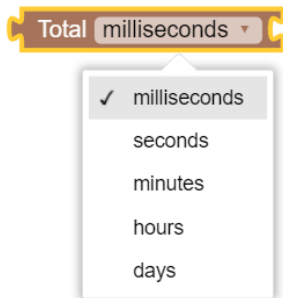 Total milliseconds
milliseconds
seconds
minutes
hours
days